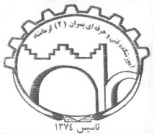 آموزشکده فنی و حرفه ای پسران (۲) کرمانشاه
تاسیس ۱۳۷۴